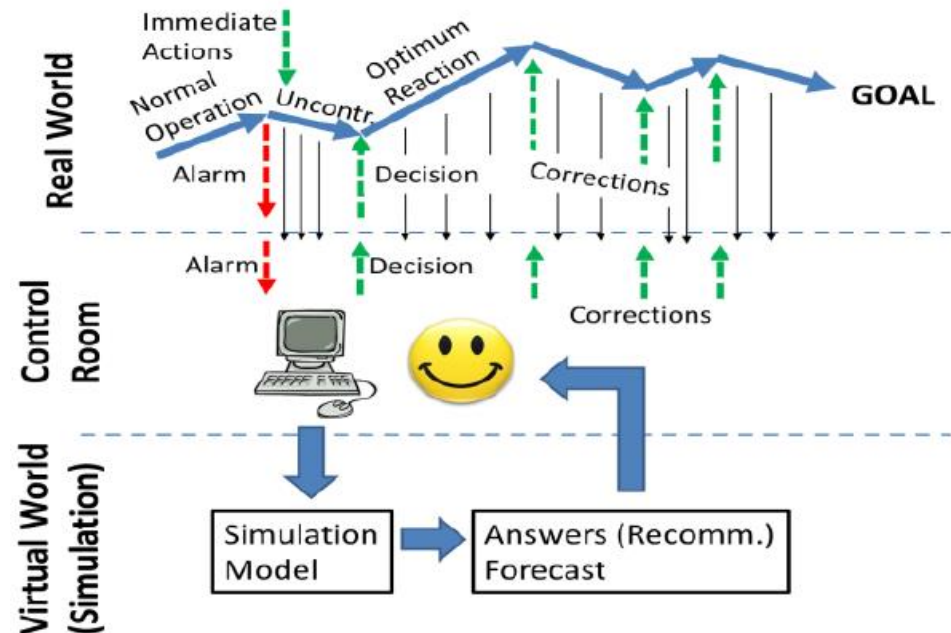 Real World
Immediate
Actions
Normal
Operation
Uncontr.
Optimum
Reaction
GOAL
Alarm
Decision
Corrections
Control
Room
Alarm
Decision
Corrections
Virtual World
(Simulation)
Simulation
Model
Answers (Recomm.)
Forecast